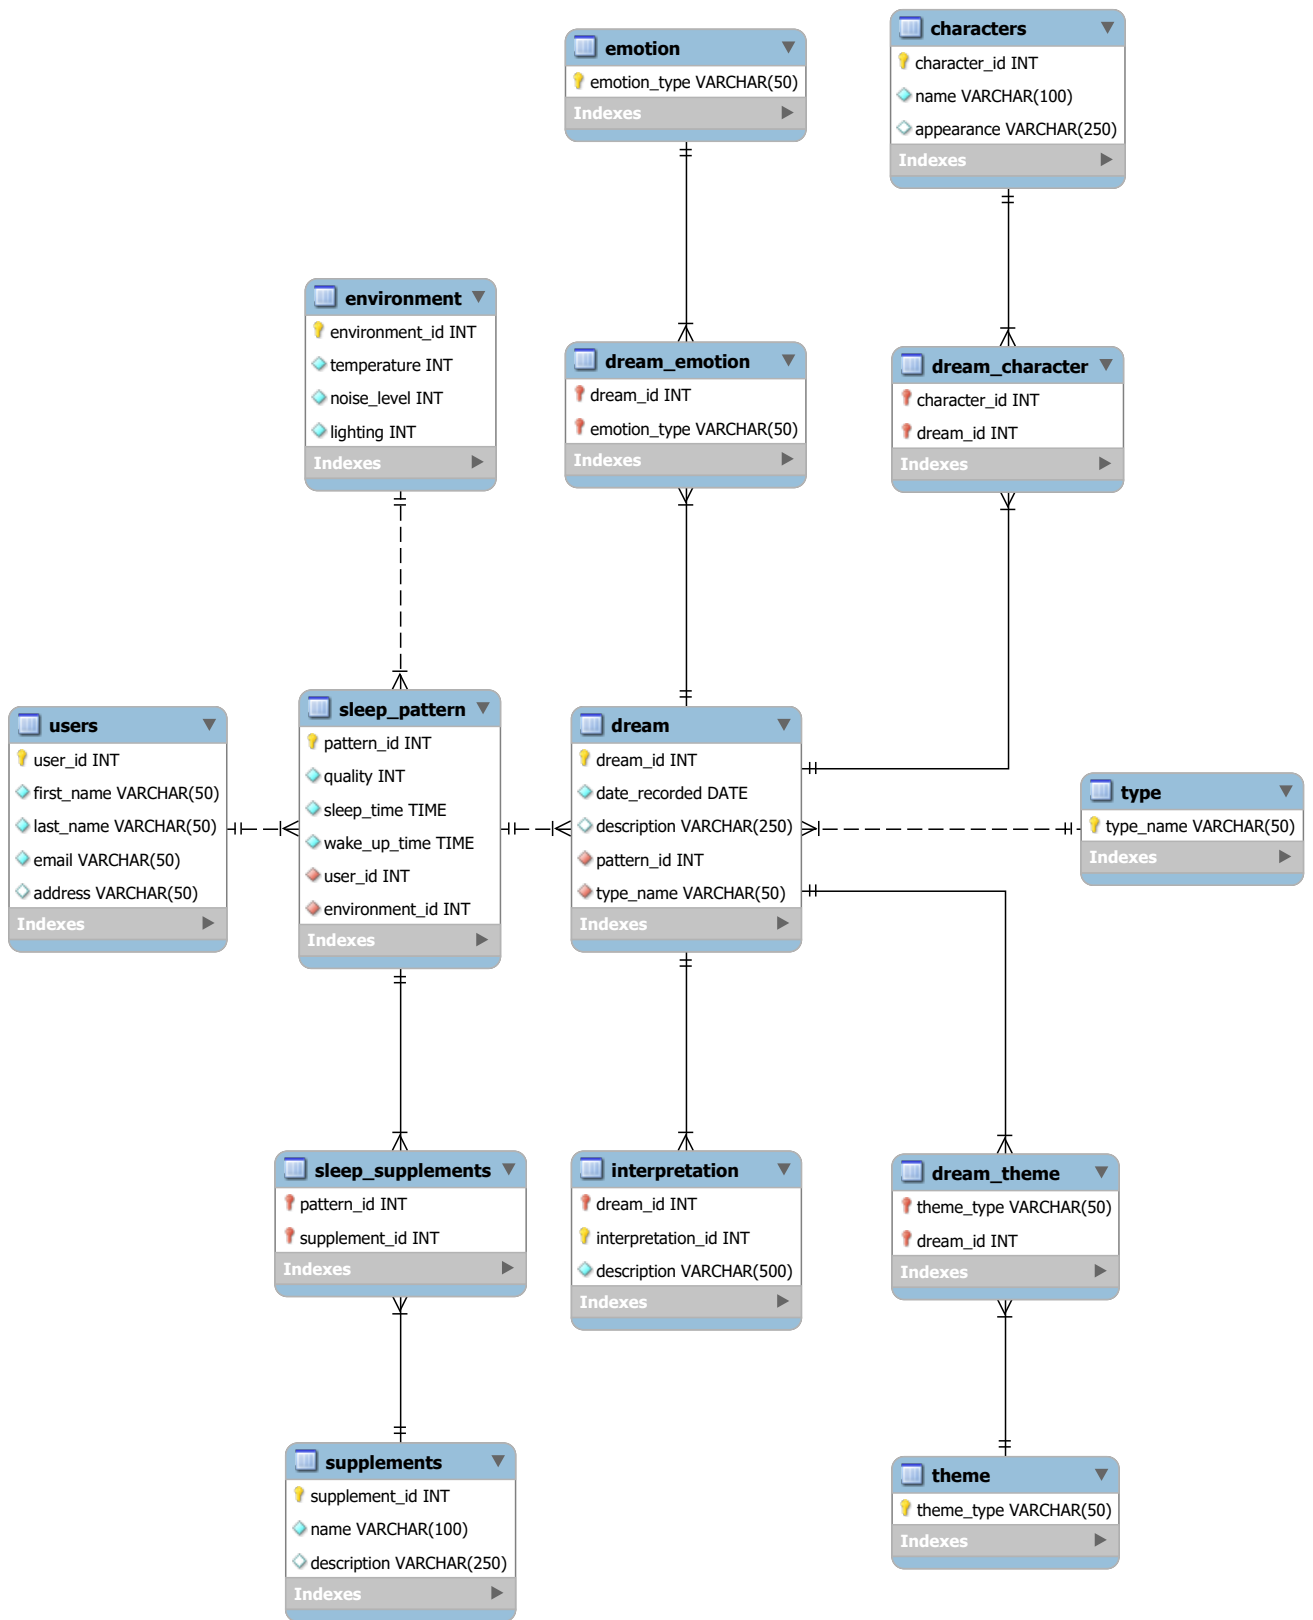 emotion
emotion_type VARCHAR(50)
Indexes
characters
character_id INT
name VARCHAR(100)
appearance VARCHAR(250)
Indexes
environment
environment_id INT
temperature INT
noise_level INT
lighting INT
Indexes
dream_emotion
dream_id INT
emotion_type VARCHAR(50)
Indexes
dream_character
character_id INT
dream_id INT
Indexes
users
user_id INT
first_name VARCHAR(50)
last_name VARCHAR(50)
email VARCHAR(50)
address VARCHAR(50)
Indexes
sleep_pattern
pattern_id INT
quality INT
sleep_time TIME
wake_up_time TIME
user_id INT
environment_id INT
Indexes
dream
dream_id INT
date_recorded DATE
description VARCHAR(250)
pattern_id INT
type_name VARCHAR(50)
Indexes
type
type_name VARCHAR(50)
Indexes
sleep_supplements
pattern_id INT
supplement_id INT
Indexes
interpretation
dream_id INT
interpretation_id INT
description VARCHAR(500)
Indexes
dream_theme
theme_type VARCHAR(50)
dream_id INT
Indexes
supplements
supplement_id INT
name VARCHAR(100)
description VARCHAR(250)
Indexes
theme
theme_type VARCHAR(50)
Indexes